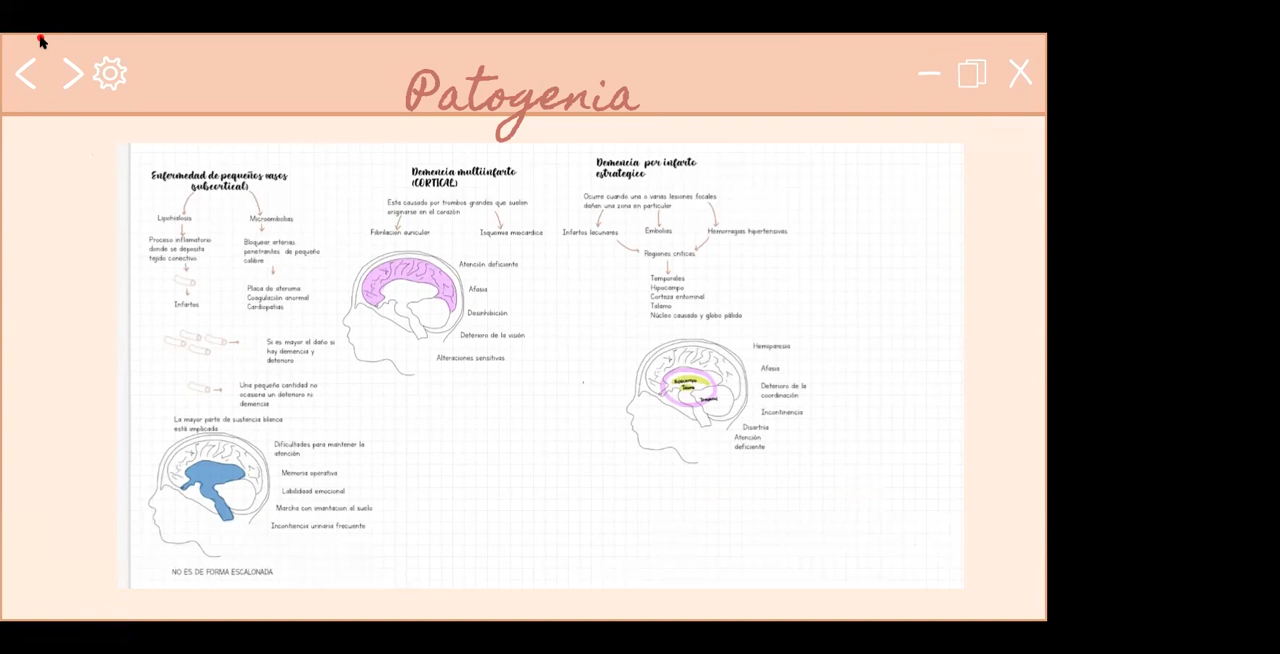 Patogenia
Enfermedad de pequeños vasos
(subcortical)
Lipohialosis
Proceso inflamatorio
donde se deposita
tejido conectivo
Infartos
Microembolias
Bloquear arterias
penetrantes de pequeño
calibre
Placa de ateroma
Coagulación anormal
Cardiopatias
Si es mayor el daño si
hay demencia y
deterioro
Una pequeña cantidad no
ocasiona un deterioro ni
demencia
La mayor parte de sustancia blanca
está implicada
Dificultades para mantener la
atención
Memoria operativa
Labilidad emocional
Marcha con imantacion al suelo
Incontiencia urinaria frecuente
NO ES DE FORMA ESCALONADA
Demencia multiinfarto
(CORTICAL)
Esta causado por trombos grandes que suelen
originarse en el corazón
Fibrilacion auricular
Isquemia miocardica
Atención deficiente
Afasia
Desinhibición
Deterioro de la visión
Alteraciones sensitivas
Demencia por infarto
estrategico
Ocurre cuando una o varias lesiones focales
dañan una zona en particular
Infartos lacunares
Embolias
Hemorragias hipertensivas
Regiones criticas
Temporales
Hipocampo
Corteza entorrinal
Talamo
Núcleo causado y globo pálido
Hemiparesia
Afasia
Deterioro de la
coordinación
Incontinencia
Disartria
Atención
deficiente